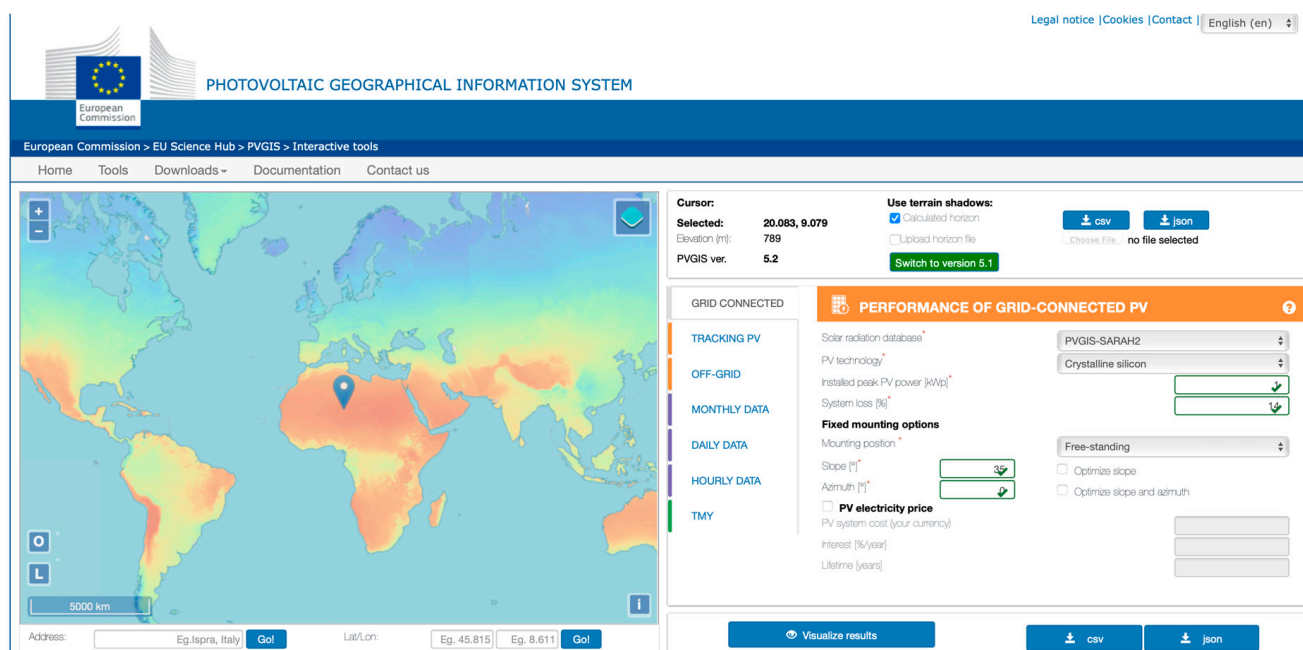 Legal notice |Cookies |Contact | English (en)
PHOTOVOLTAIC GEOGRAPHICAL INFORMATION SYSTEM
European
Commission
European Commission > EU Science Hub > PVGIS > Interactive tools
Home Tools Downloads Documentation Contact us
+
−
O
L
5000 km
i
Address: Eg.Ispra, Italy Go! Lat/Lon: Eg. 45.815 Eg. 8.611 Go!
Cursor:
Selected: 20.083, 9.079
Elevation (m): 789
PVGIS ver. 5.2
Use terrain shadows:
Calculated horizon
Upload horizon file
Switch to version 5.1
csv json
Choose File no file selected
GRID CONNECTED
TRACKING PV
OFF-GRID
MONTHLY DATA
DAILY DATA
HOURLY DATA
TMY
PERFORMANCE OF GRID-CONNECTED PV ?
Solar radiation database* PVGIS-SARAH2
PV technology* Crystalline silicon
Installed peak PV power [kWp]* 1
System loss [%]* 14
Fixed mounting options
Mounting position * Free-standing
Slope [º]* 35 Optimize slope
Azimuth [º]* 0 Optimize slope and azimuth
PV electricity price
PV system cost (your currency)
Interest [%/year]
Lifetime [years]
Visualize results csv json